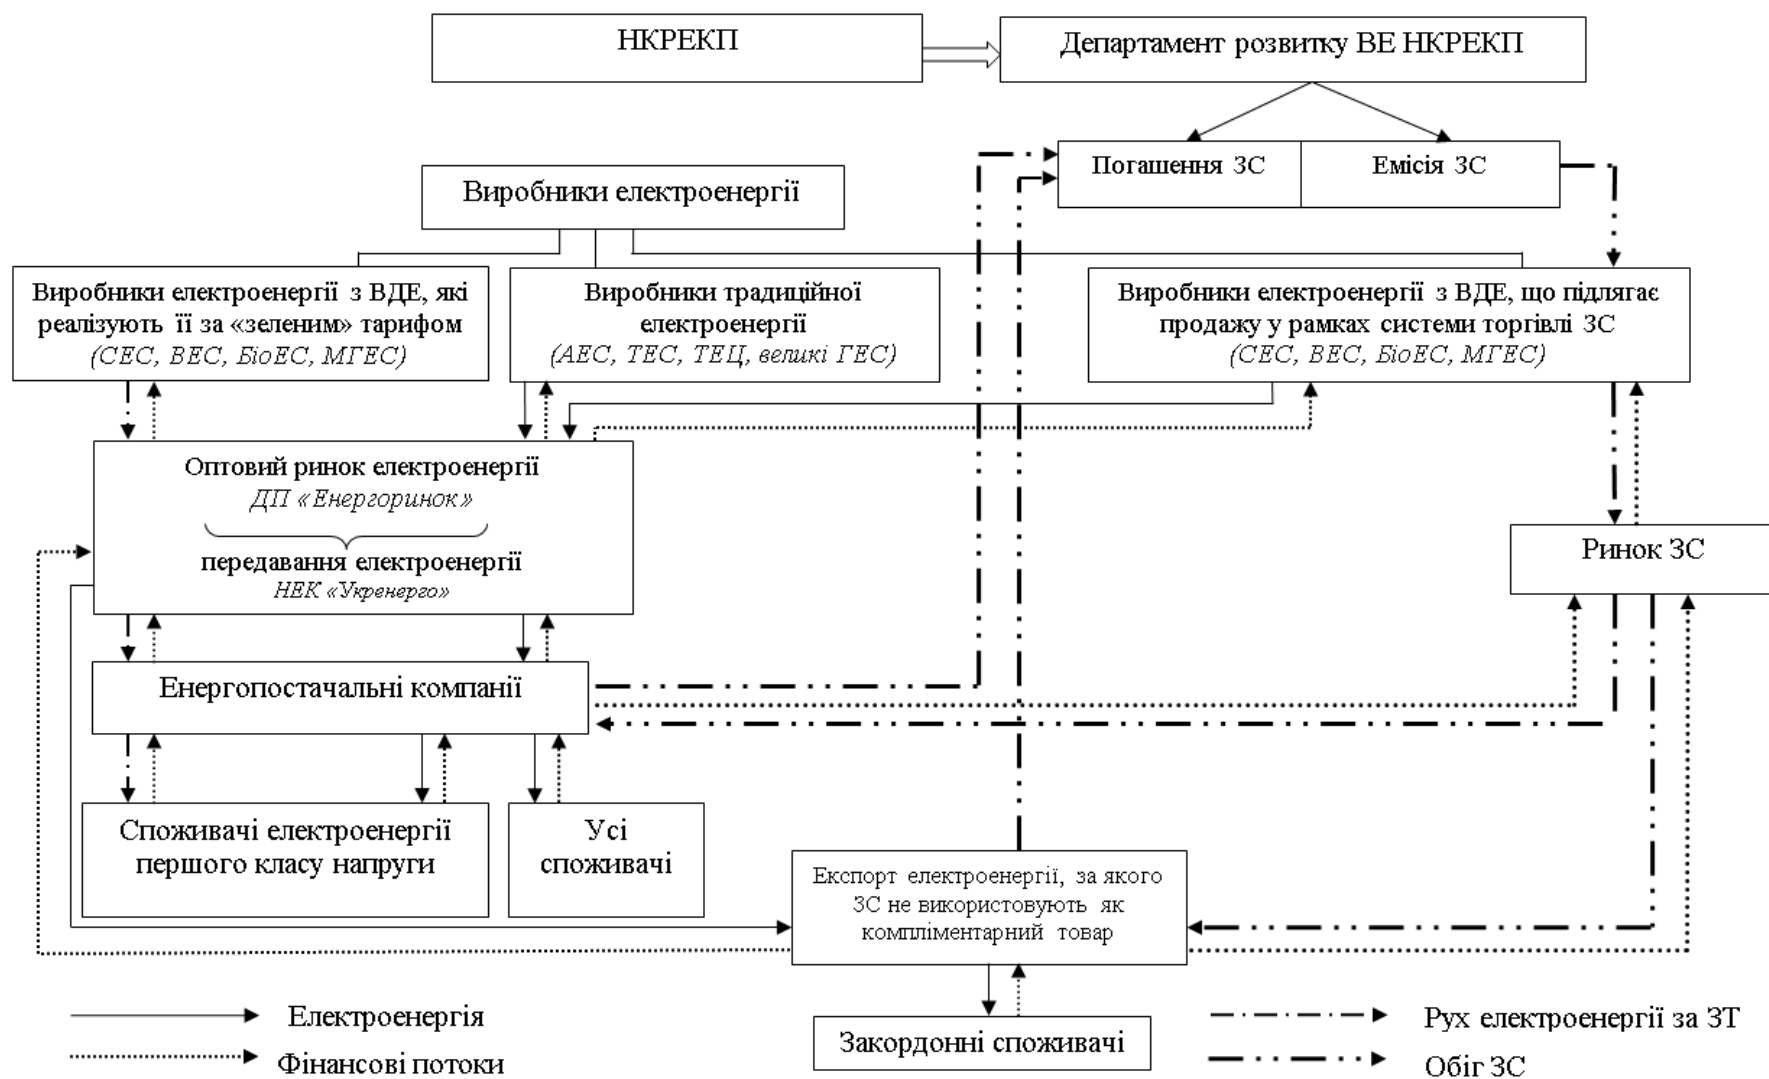 НКРЕКП
Департамент розвитку ВЕ НКРЕКП
Погашення ЗС
Емісія ЗС
Виробники електроенергії
Виробники електроенергії з ВДЕ, які
реалізують її за «зеленим» тарифом
(СЕС, ВЕС, БіоЕС, МГЕС)
Виробники традиційної
електроенергії
(АЕС, ТЕС, ТЕЦ, великі ГЕС)
Виробники електроенергії з ВДЕ, що підлягає
продажу у рамках системи торгівлі ЗС
(СЕС, ВЕС, БіоЕС, МГЕС)
Оптовий ринок електроенергії
ДП «Енергоринок»
передавання електроенергії
НЕК «Укренерго»
Ринок ЗС
Енергопостачальні компанії
Споживачі електроенергії
першого класу напруги
Усі
споживачі
Експорт електроенергії, за якого
ЗС не використовують як
компліментарний товар
Закордонні споживачі
Електроенергія
Фінансові потоки
Рух електроенергії за ЗТ
Обіг ЗС